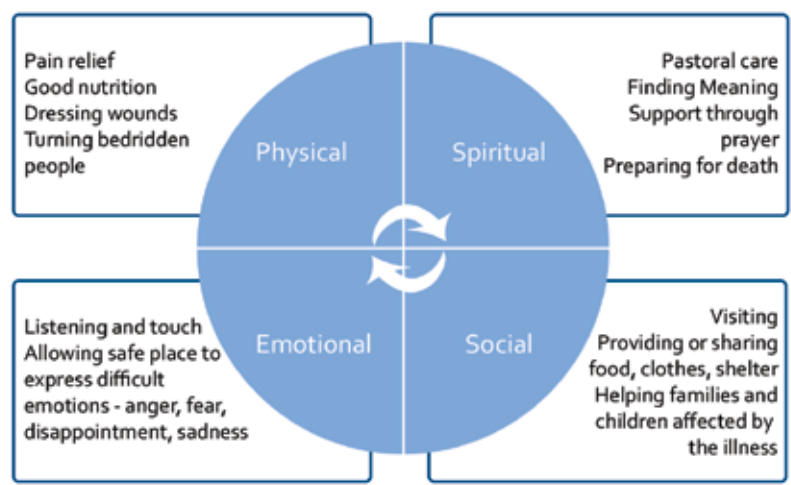 Pain relief
Good nutrition
Dressing wounds
Turning bedridden
people
Physical
Spiritual
Pastoral care
Finding Meaning
Support through
prayer
Preparing for death
Listening and touch
Allowing safe place to
express difficult
emotions - anger, fear,
disappointment, sadness
Emotional
Social
Visiting
Providing or sharing
food, clothes, shelter
Helping families and
children affected by
the illness